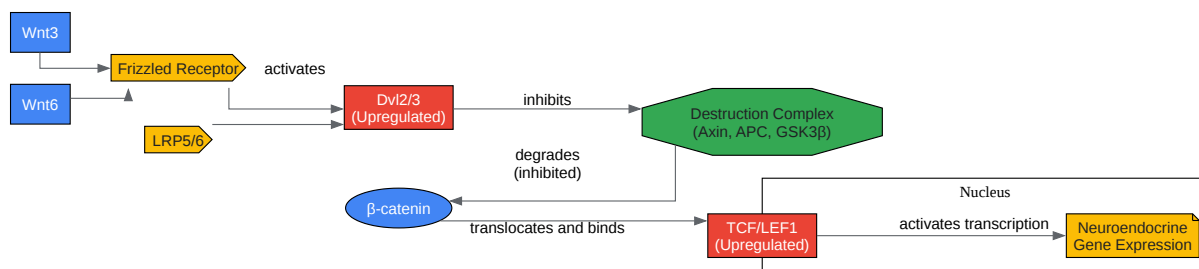 Wnt3
Frizzled Receptor
activates
Wnt6
Dvl2/3
(Upregulated)
inhibits
Destruction Complex
(Axin, APC, GSK3β)
LRP5/6
degrades
(inhibited)
Nucleus
β-catenin
translocates and binds
TCF/LEF1
(Upregulated)
activates transcription
Neuroendocrine
Gene Expression